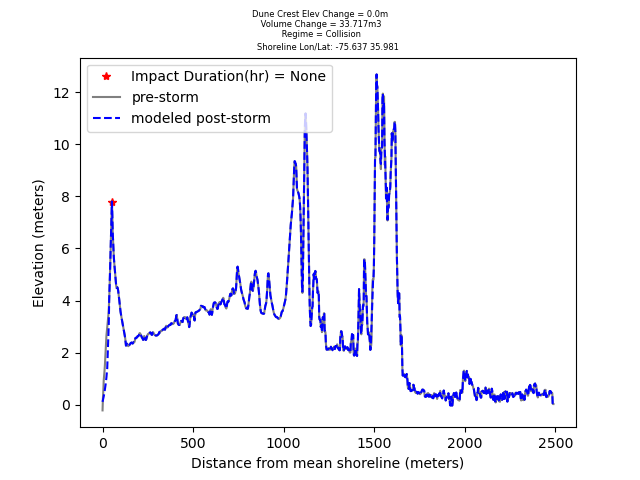 Dune Crest Elev Change = 0.0m
Volume Change = 33.717m3
Regime = Collision
Shoreline Lon/Lat: -75.637 35.981
Impact Duration(hr) = None
pre-storm
modeled post-storm
12
10
8
6
4
2
0
Elevation (meters)
0 500 1000 1500 2000 2500
Distance from mean shoreline (meters)